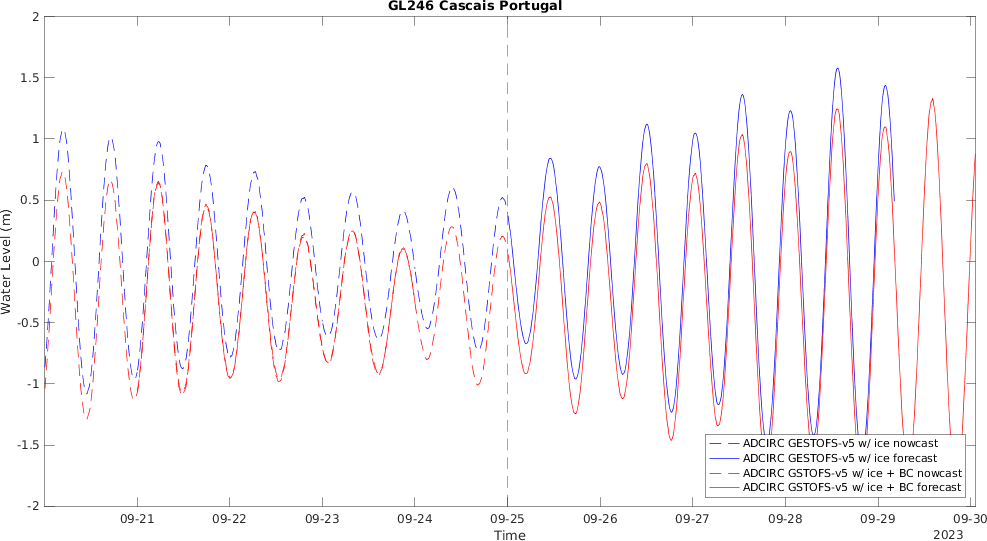 GL246 Cascais Portugal
2
1.5
1
0.5
0
-0.5
-1
-1.5
-2
Water Level (m)
09-21
09-22
09-23
09-24
09-25
09-26
09-27
09-28
09-29
09-30
Time
2023
ADCIRC GESTOFS-v5 w/ ice nowcast
ADCIRC GESTOFS-v5 w/ ice forecast
ADCIRC GSTOFS-v5 w/ ice + BC nowcast
ADCIRC GSTOFS-v5 w/ ice + BC forecast